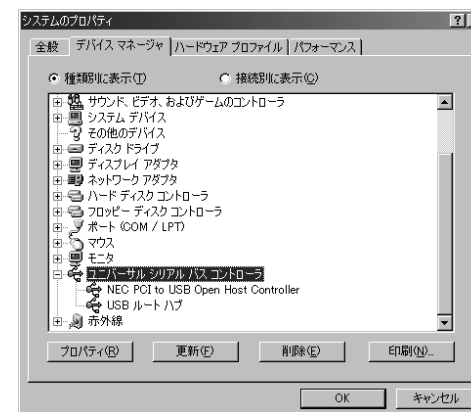 システムのプロパティ
全般 デバイス マネージャ ハードウェア プロファイル パフォーマンス
種類別に表示(T) 接続別に表示(C)
サウンド、ビデオ、およびゲームのコントローラ
システム デバイス
その他のデバイス
ディスク ドライブ
ディスプレイ アダプタ
ネットワーク アダプタ
ハード ディスク コントローラ
フロッピー ディスク コントローラ
ポート (COM / LPT)
マウス
モニタ
ユニバーサル シリアル バス コントローラ
NEC PCI to USB Open Host Controller
USB ルート ハブ
赤外線
プロパティ(R) 更新(F) 削除(E) 印刷(N)...
OK キャンセル